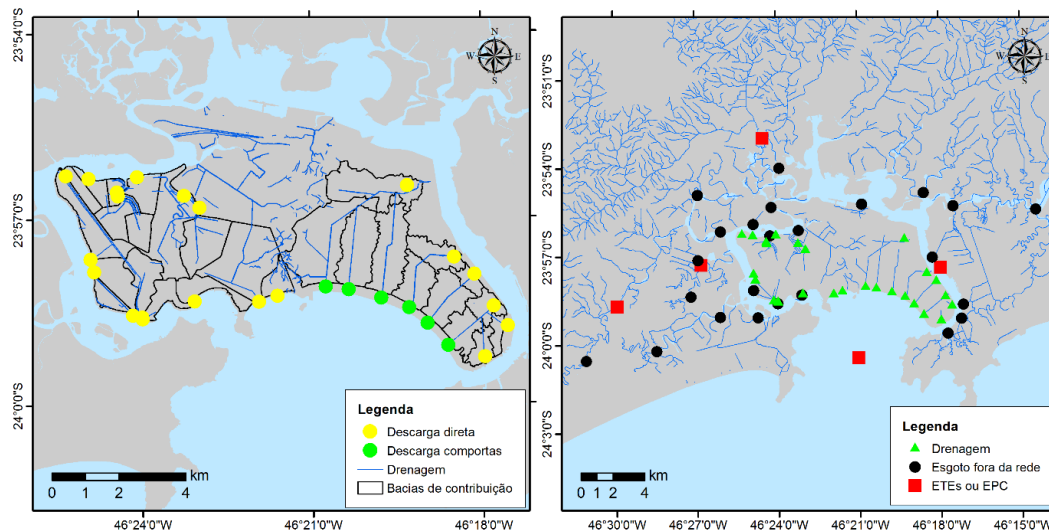 23°54'0"S
23°57'0"S
24°0'0"S
N
W E
S
Legenda
Descarga direta
Descarga comportas
Drenagem
Bacias de contribuição
km
0 1 2 4
46°24'0"W 46°21'0"W 46°18'0"W
23°51'0"S
23°54'0"S
23°57'0"S
24°0'0"S
24°3'0"S
N
W E
S
Legenda
Drenagem
Esgoto fora da rede
ETEs ou EPC
km
0 1 2 4
46°30'0"W 46°27'0"W 46°24'0"W 46°21'0"W 46°18'0"W 46°15'0"W